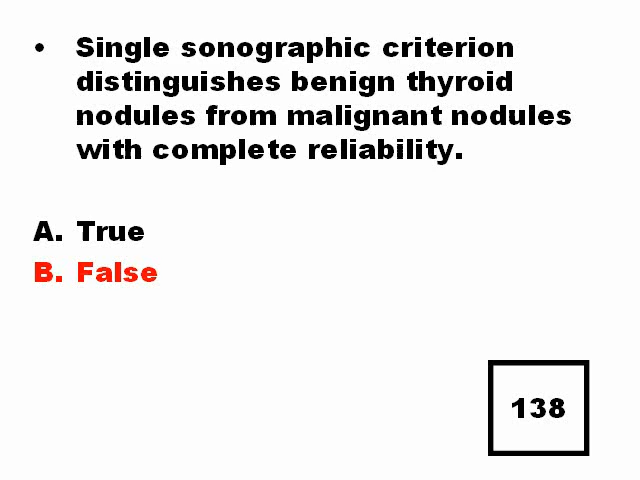 • Single sonographic criterion
distinguishes benign thyroid
nodules from malignant nodules
with complete reliability.
A. True
B. False
138